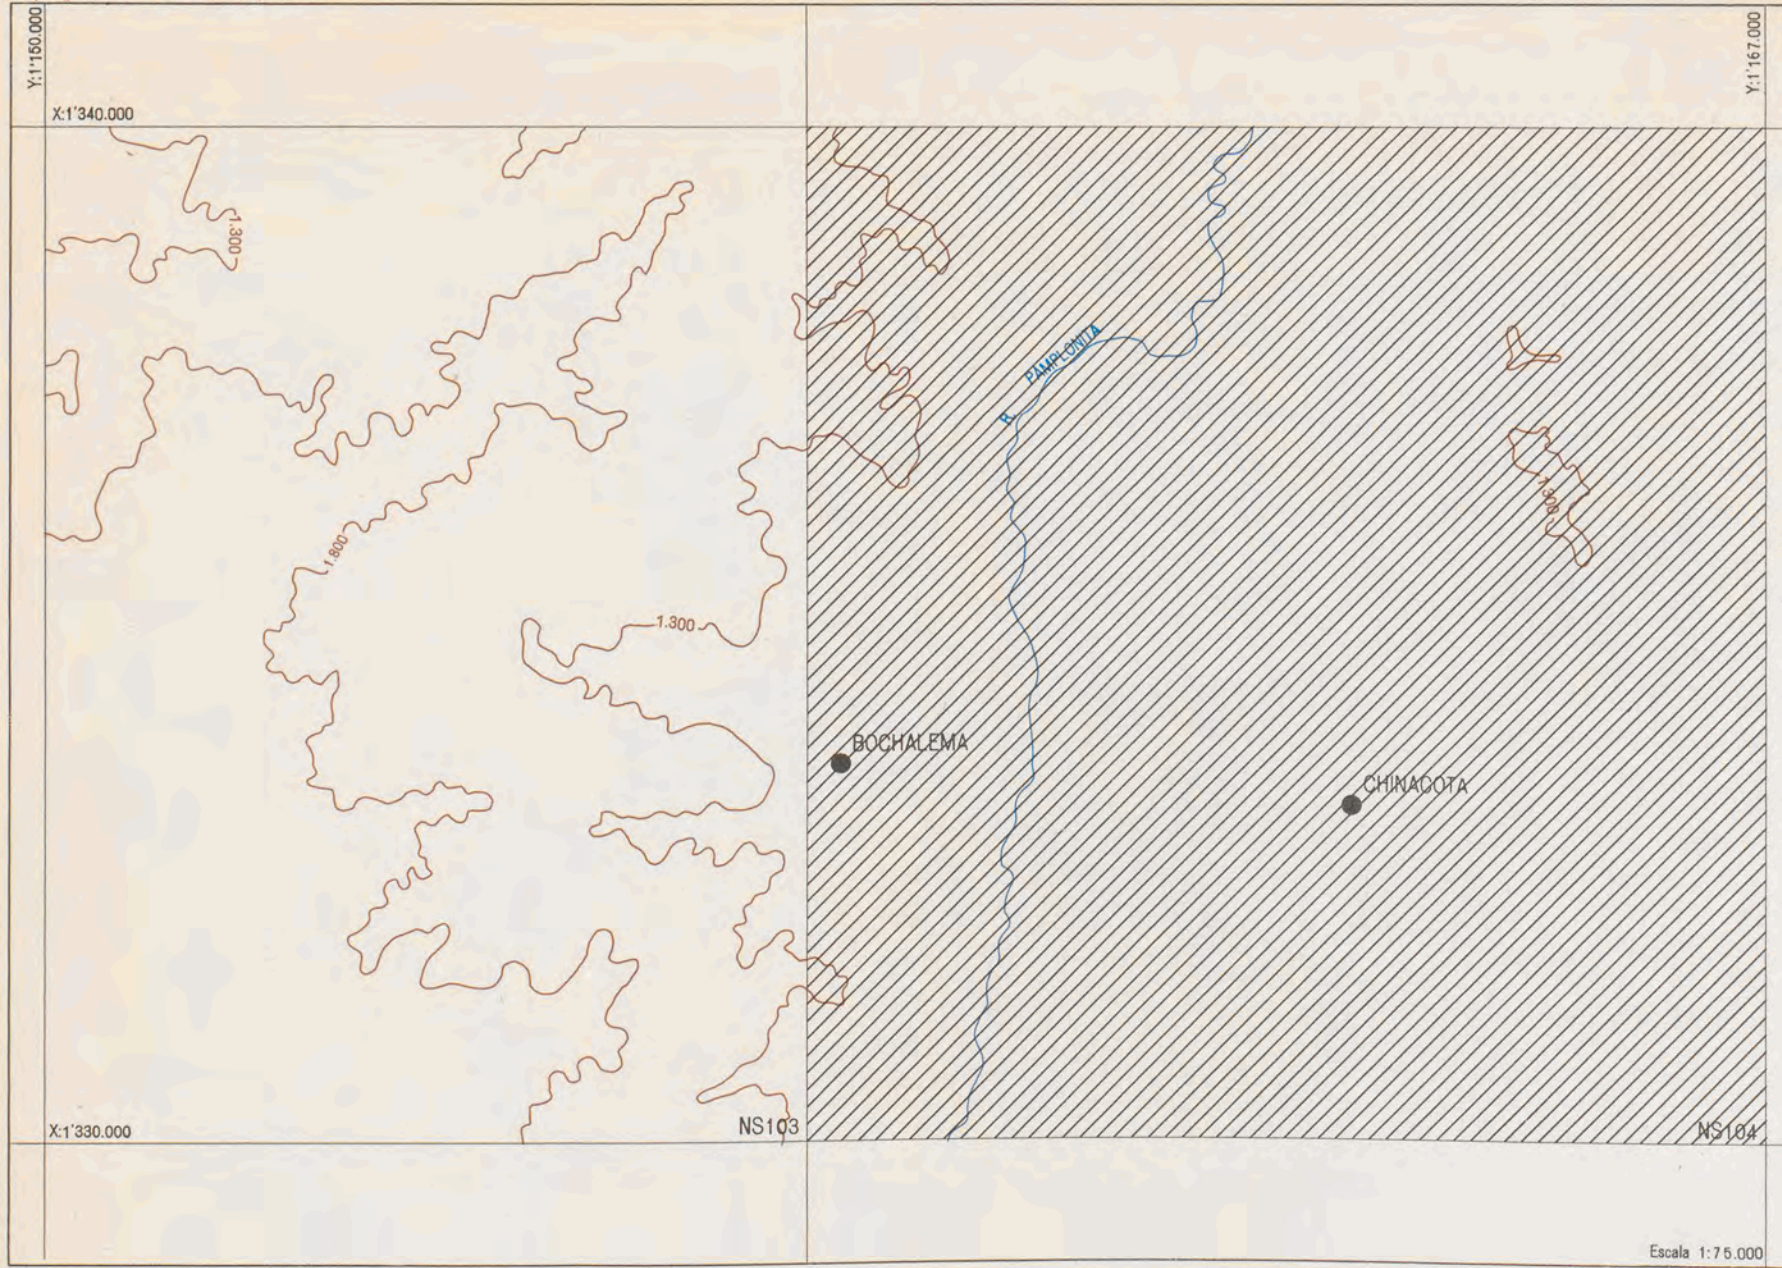 Y:1'150.000
Y:1'167.000
X:1'340.000
1.300
R. PAMPLONITA
1.300
1.800
1.300
BOCHALEMA
CHINACOTA
X:1'330.000
NS103
NS104
Escala 1:75.000